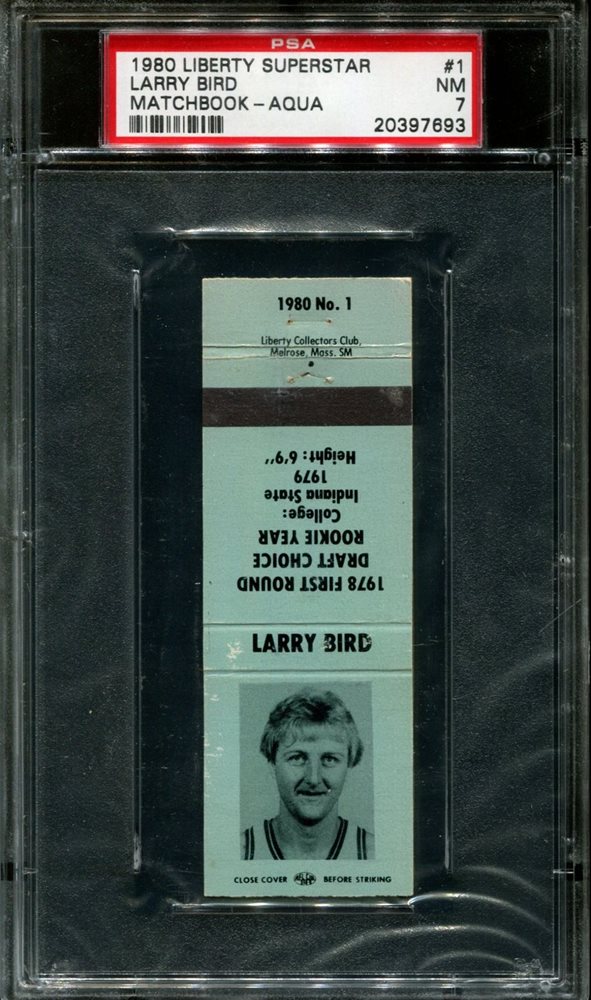 PSA
1980 LIBERTY SUPERSTAR #1
LARRY BIRD NM
MATCHBOOK - AQUA 7
20397693
1980 No. 1
Liberty Collectors Club,
Melrose, Mass. SM
1978 FIRST ROUND
DRAFT CHOICE
ROOKIE YEAR
College:
Indiana State
1979
Height: 6'9''
LARRY BIRD
CLOSE COVER BEFORE STRIKING